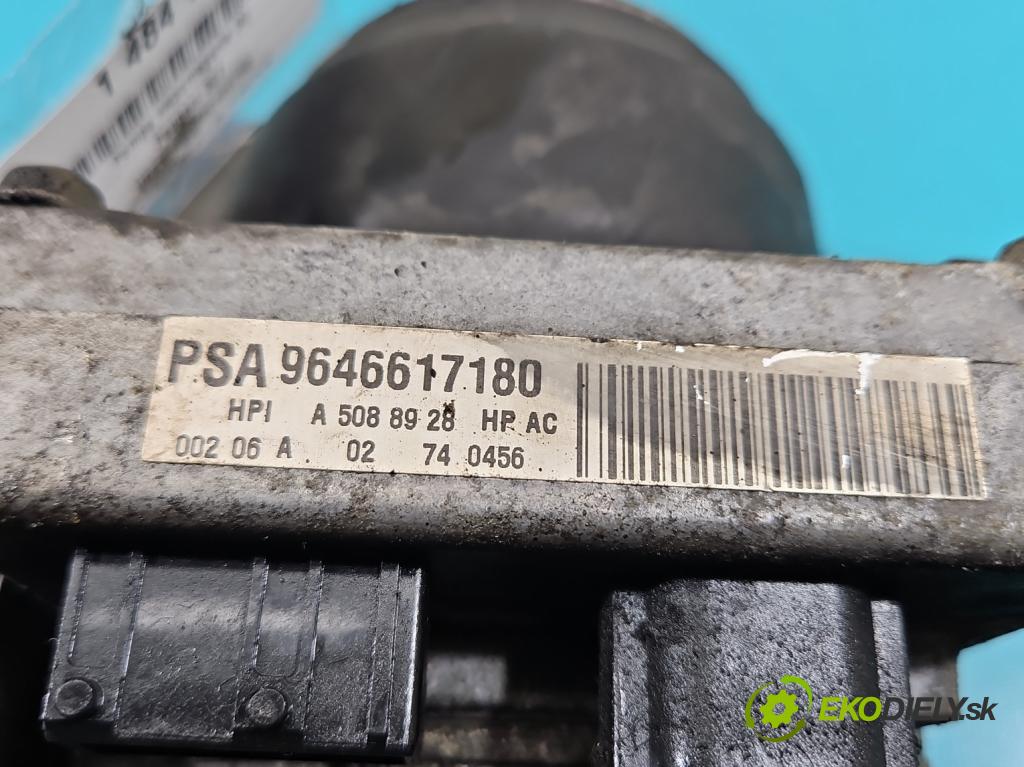 PSA 9646617180
HPI A 508 89 28 HP AC
002 06 A 02 74 0456
EKODIELY.sk